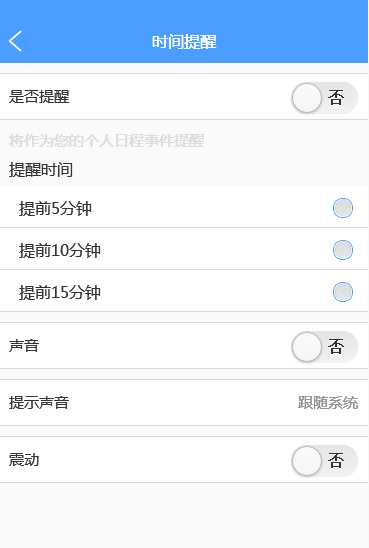 时间提醒
是否提醒 否
将作为您的个人日程事件提醒
提醒时间
提前5分钟
提前10分钟
提前15分钟
声音 否
提示声音 跟随系统
震动 否